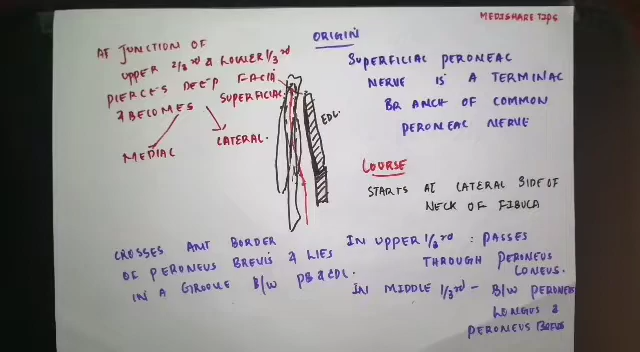 MEDISHARE TIPS
ORIGIN
SUPERFICIAL PERONEAL
NERVE IS A TERMINAL
BRANCH OF COMMON
PERONEAL NERVE
AT JUNCTION OF
UPPER 2/3rd & LOWER 1/3rd
PIERCES DEEP FACIA
& BECOMES SUPERFICIAL
MEDIAL
LATERAL
EDL
COURSE
STARTS AT LATERAL SIDE OF
NECK OF FIBULA
CROSSES ANT BORDER
OF PERONEUS BREVIS & LIES
IN A GROOVE B/W PB & EDL
IN UPPER 1/3rd : PASSES
THROUGH PERONEUS
LONGUS.
IN MIDDLE 1/3rd - B/W PERONEUS
LONGUS &
PERONEUS BREVIS